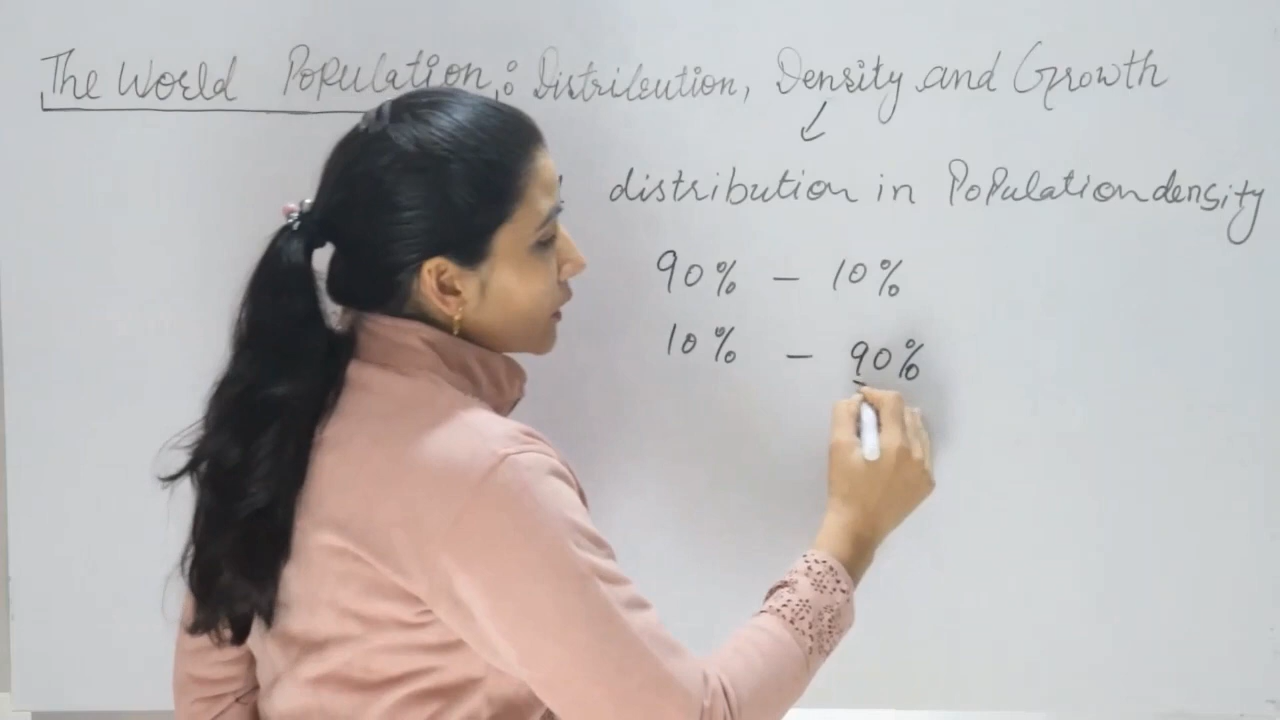 The World Population : Distribution, Density and Growth
distribution in Population density
90% – 10%
10% – 90%